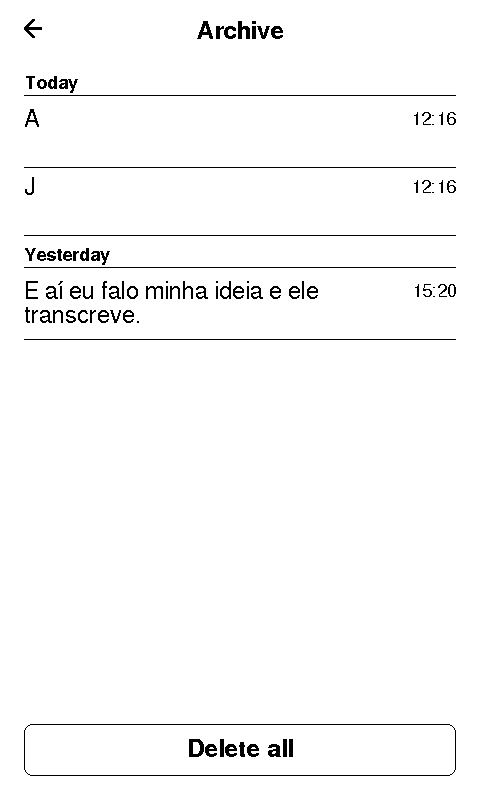 Archive
Today
A 12:16
J 12:16
Yesterday
E aí eu falo minha ideia e ele 15:20
transcreve.
Delete all